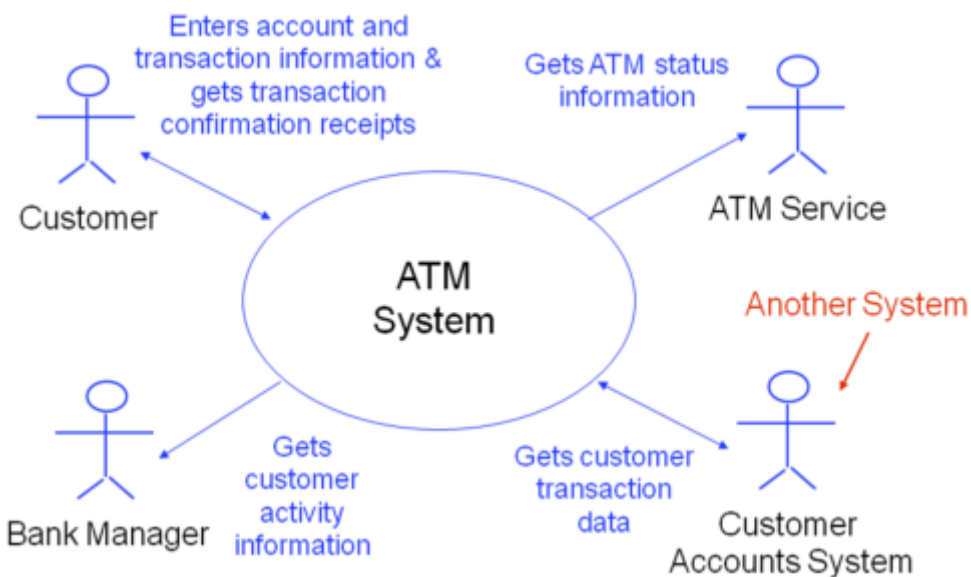 Enters account and
transaction information &
gets transaction
confirmation receipts
Customer
Gets ATM status
information
ATM Service
ATM
System
Another System
Bank Manager
Gets
customer
activity
information
Gets customer
transaction
data
Customer
Accounts System